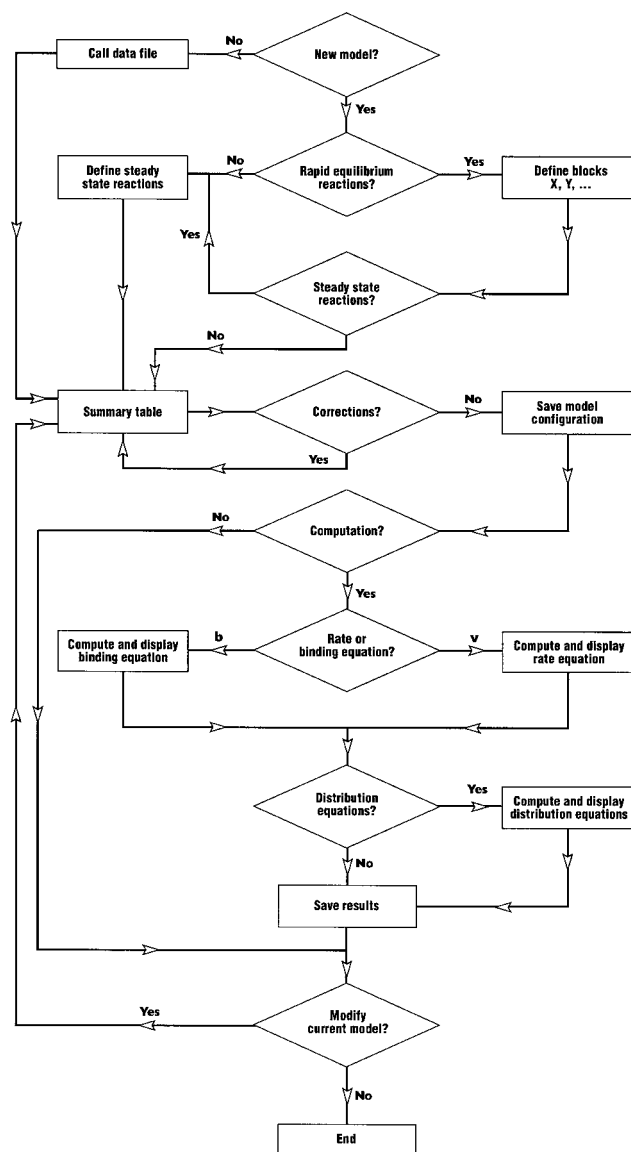 Call data file
No
New model?
Yes
Define steady
state reactions
No
Rapid equilibrium
reactions?
Yes
Define blocks
X, Y, ...
Yes
Steady state
reactions?
No
Summary table
Corrections?
No
Save model
configuration
Yes
No
Computation?
Yes
Compute and display
binding equation
b
Rate or
binding equation?
v
Compute and display
rate equation
Distribution
equations?
Yes
Compute and display
distribution equations
No
Save results
Yes
Modify
current model?
No
End